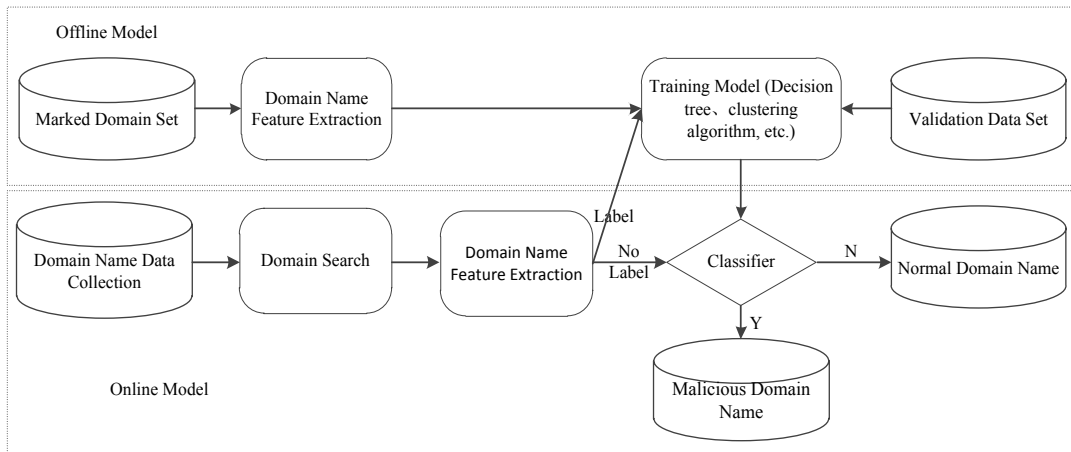 Offline Model
Marked Domain Set
Domain Name
Feature Extraction
Training Model (Decision
tree、clustering
algorithm, etc.)
Validation Data Set
Label
Domain Name Data
Collection
Domain Search
Domain Name
Feature Extraction
No
Label
Classifier
N
Normal Domain Name
Y
Malicious Domain
Name
Online Model